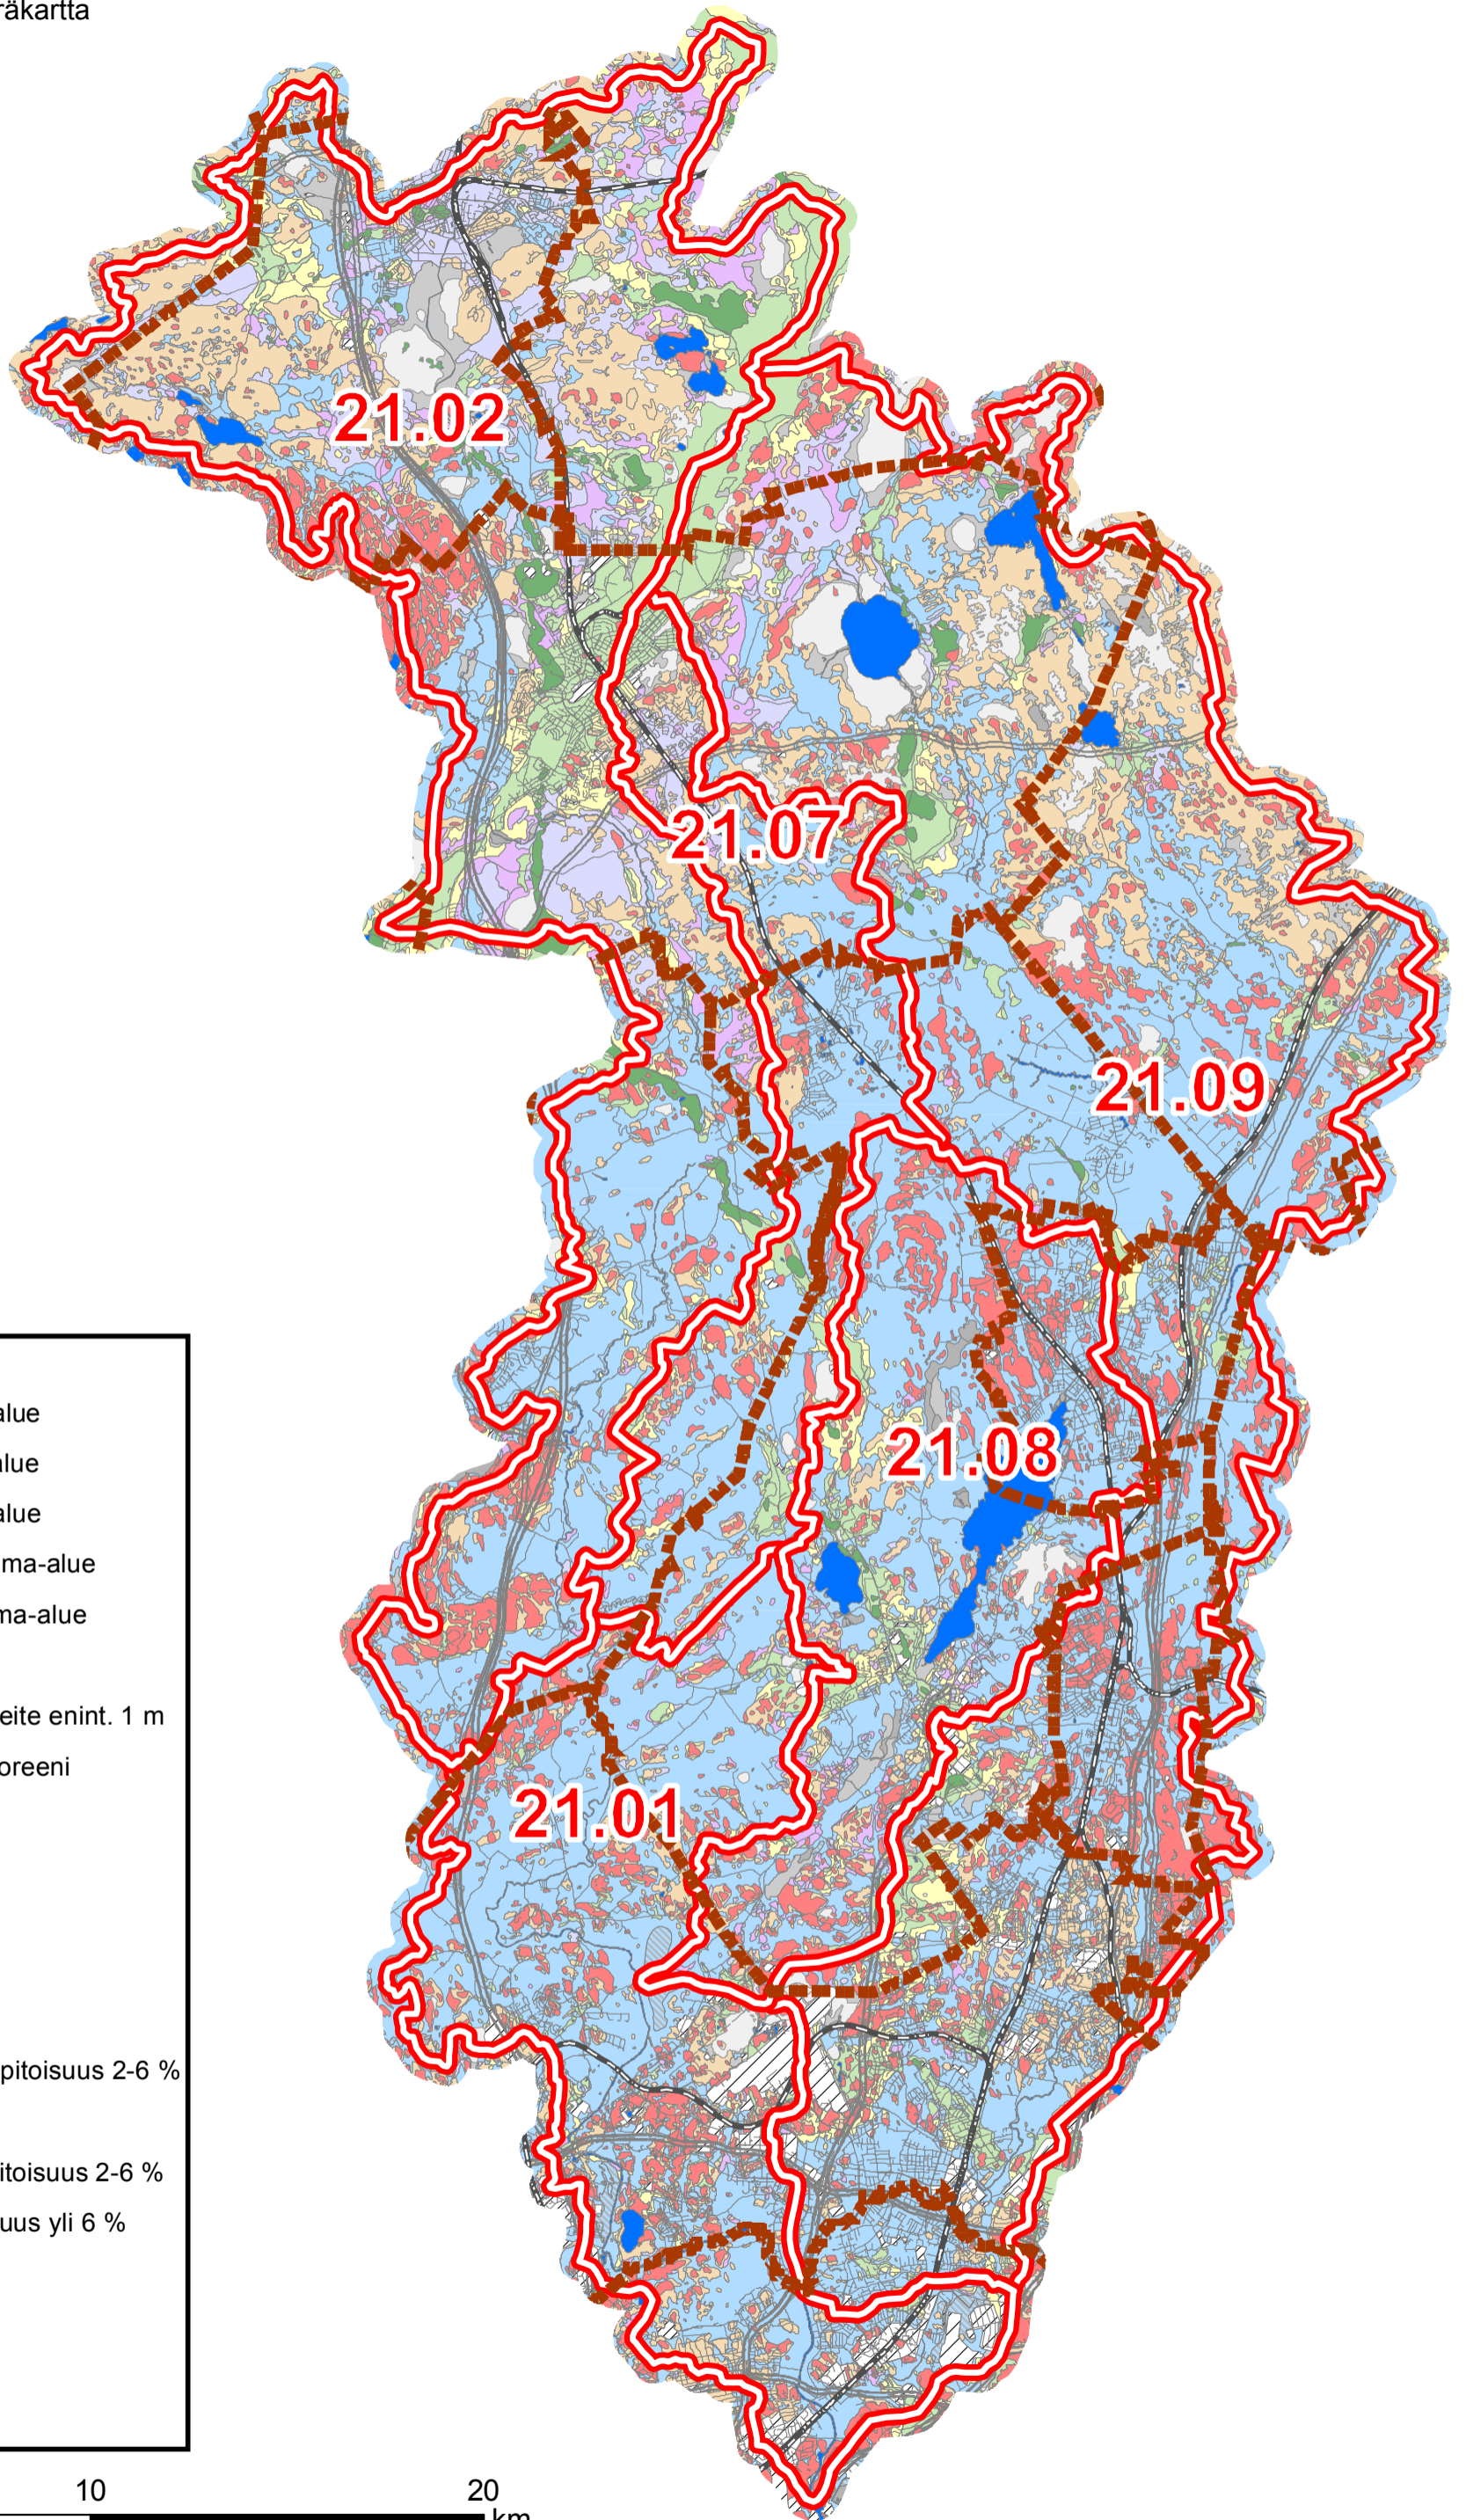 räkartta
21.02
21.07
21.09
21.08
21.01
alue
alue
alue
ma-alue
ma-alue
eite enint. 1 m
oreeni
pitoisuus 2-6 %
itoisuus 2-6 %
uus yli 6 %
10 20
km